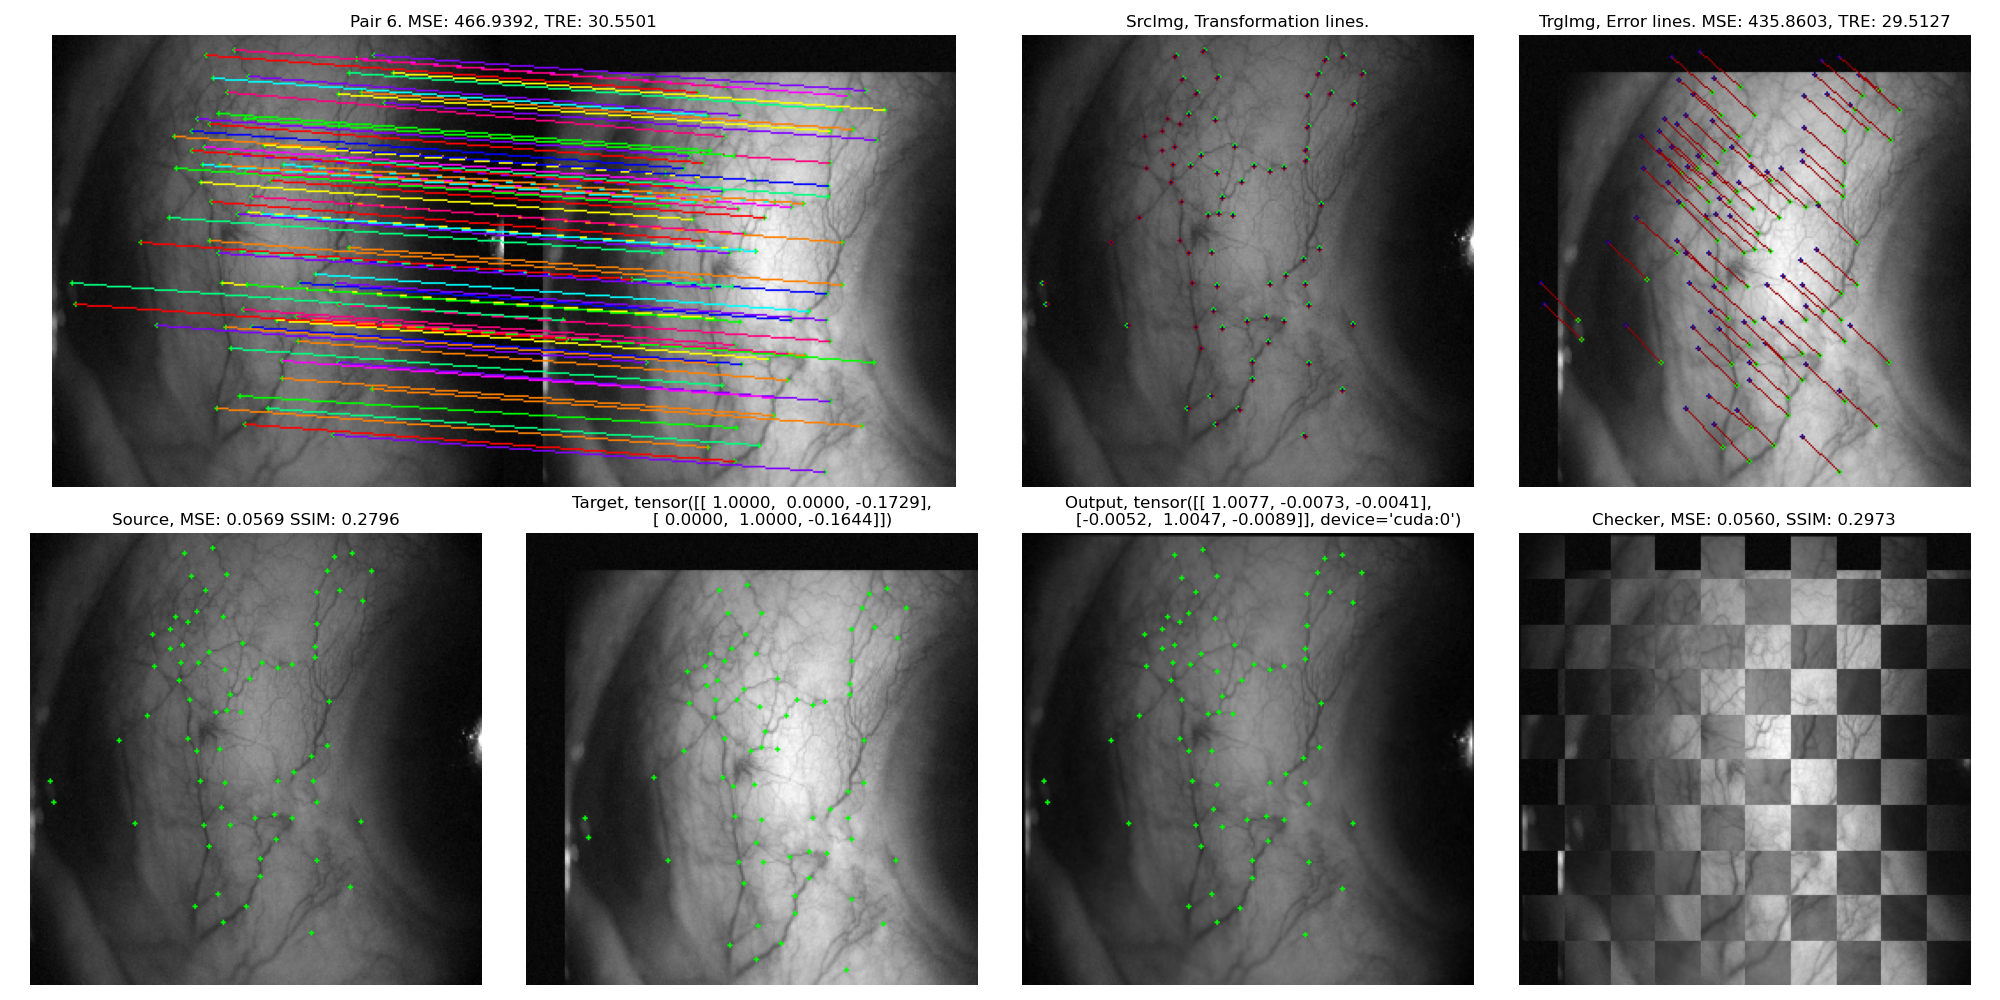 Pair 6. MSE: 466.9392, TRE: 30.5501
SrcImg, Transformation lines.
TrgImg, Error lines. MSE: 435.8603, TRE: 29.5127
Source, MSE: 0.0569 SSIM: 0.2796
Target, tensor([[ 1.0000,  0.0000, -0.1729],
[ 0.0000,  1.0000, -0.1644]])
Output, tensor([[ 1.0077, -0.0073, -0.0041],
[-0.0052,  1.0047, -0.0089]], device='cuda:0')
Checker, MSE: 0.0560, SSIM: 0.2973